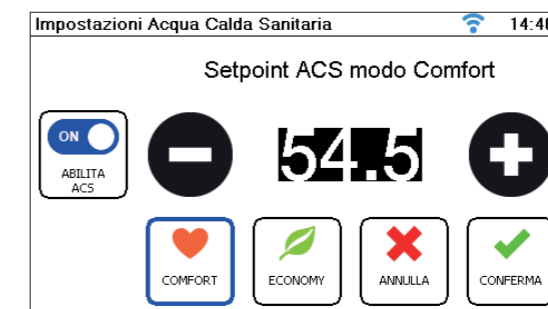 Impostazioni Acqua Calda Sanitaria
Setpoint ACS modo Comfort
ON
ABILITA
ACS
54.5
COMFORT
ECONOMY
ANNULLA
CONFERMA